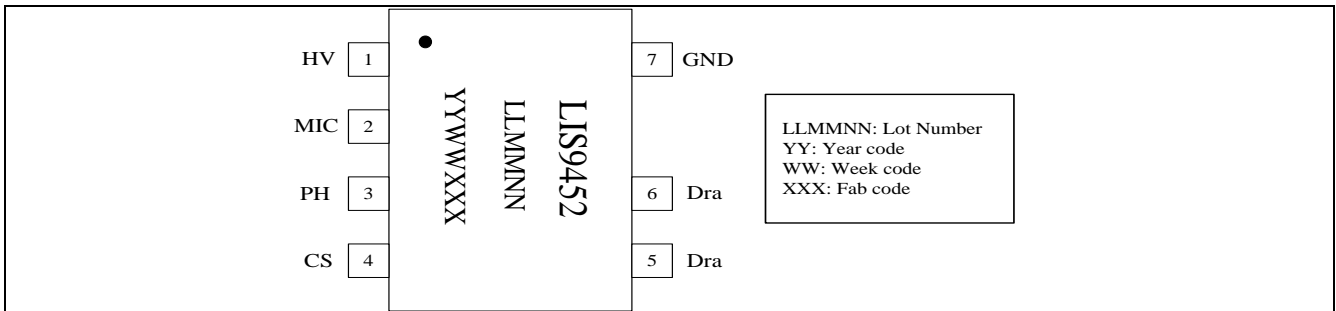 HV 1
MIC 2
PH 3
CS 4
LIS9452
LLMMNN
YYWWXXX
7 GND
6 Dra
5 Dra
LLMMNN: Lot Number
YY: Year code
WW: Week code
XXX: Fab code